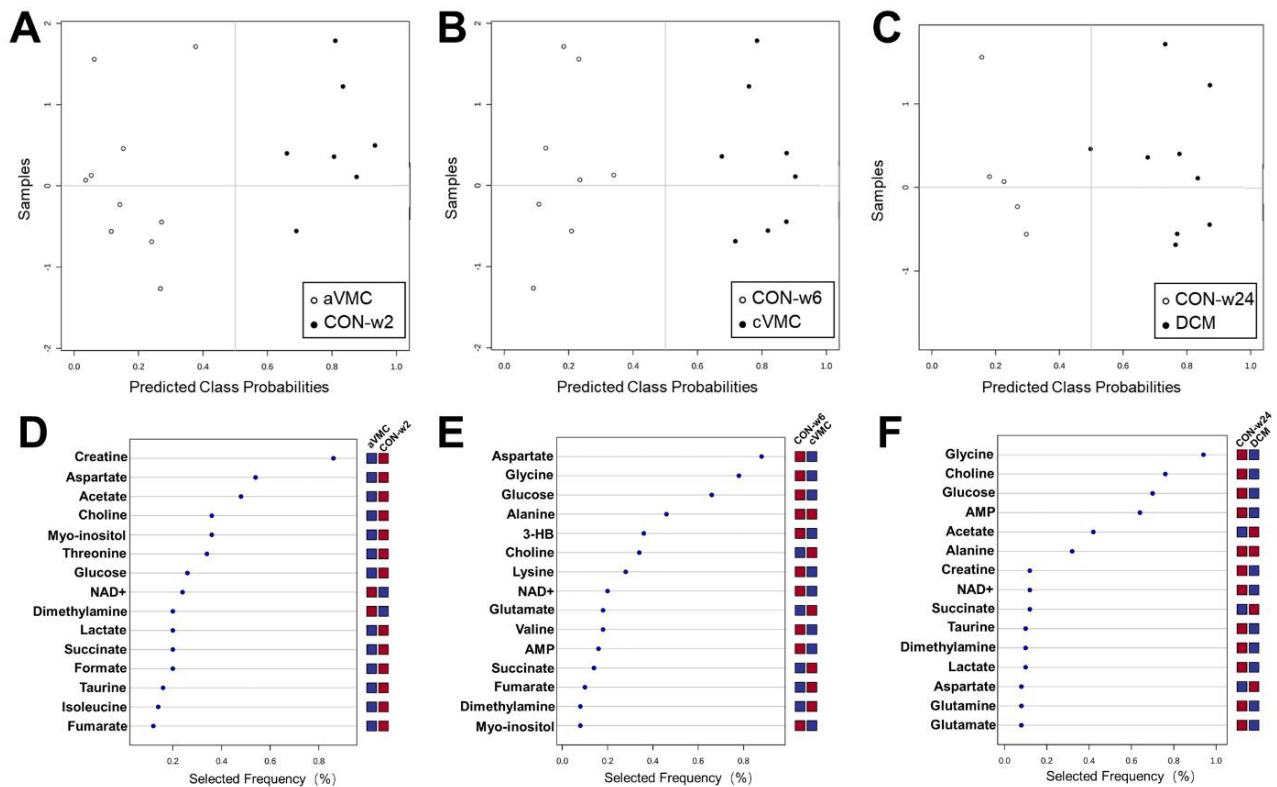 A
B
C
Samples
2
1
0
-1
-2
0.0 0.2 0.4 0.6 0.8 1.0
Predicted Class Probabilities
aVMC
CON-w2
Samples
2
1
0
-1
-2
0.0 0.2 0.4 0.6 0.8 1.0
Predicted Class Probabilities
CON-w6
cVMC
Samples
1
0
-1
0.0 0.2 0.4 0.6 0.8 1.0
Predicted Class Probabilities
CON-w24
DCM
D
aVMC
CON-w2
Creatine
Aspartate
Acetate
Choline
Myo-inositol
Threonine
Glucose
NAD+
Dimethylamine
Lactate
Succinate
Formate
Taurine
Isoleucine
Fumarate
0.2 0.4 0.6 0.8
Selected Frequency (%)
E
CON-w6
cVMC
Aspartate
Glycine
Glucose
Alanine
3-HB
Choline
Lysine
NAD+
Glutamate
Valine
AMP
Succinate
Fumarate
Dimethylamine
Myo-inositol
0.0 0.2 0.4 0.6 0.8
Selected Frequency (%)
F
CON-w24
DCM
Glycine
Choline
Glucose
AMP
Acetate
Alanine
Creatine
NAD+
Succinate
Taurine
Dimethylamine
Lactate
Aspartate
Glutamine
Glutamate
0.0 0.2 0.4 0.6 0.8 1.0
Selected Frequency (%)